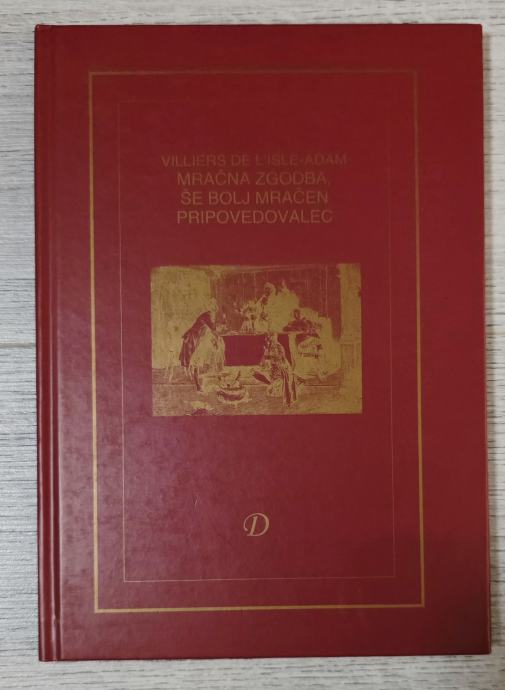 VILLIERS DE L'ISLE-ADAM
MRAČNA ZGODBA,
ŠE BOLJ MRAČEN
PRIPOVEDOVALEC
D